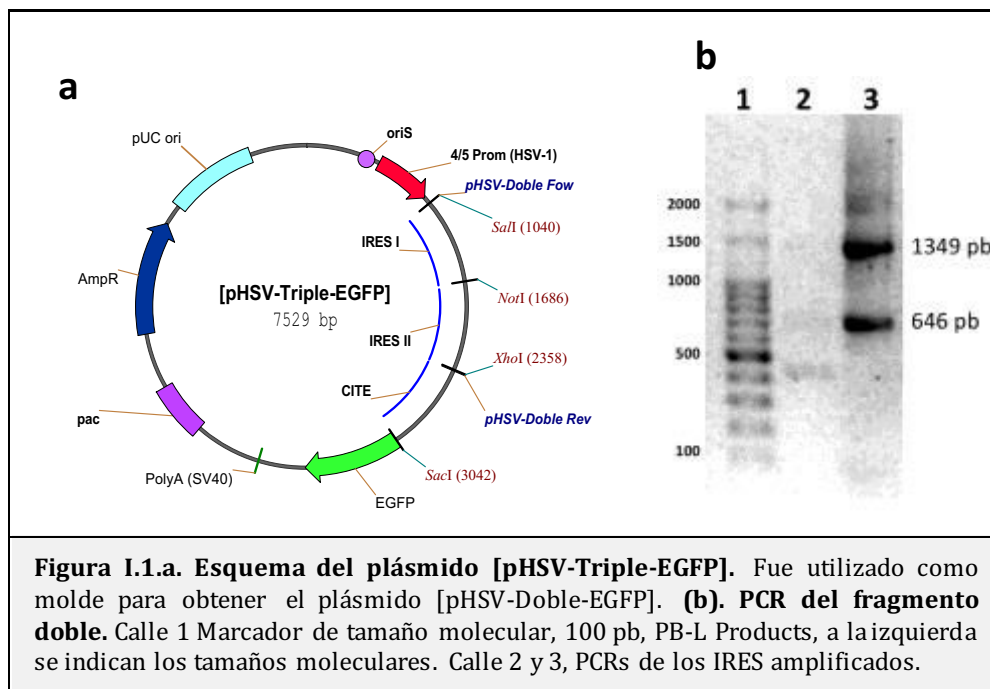 a
oriS
4/5 Prom (HSV-1)
pHSV-Doble Fow
SalI (1040)
IRES I
NotI (1686)
IRES II
XhoI (2358)
CITE
pHSV-Doble Rev
SacI (3042)
EGFP
PolyA (SV40)
pac
AmpR
pUC ori
[pHSV-Triple-EGFP]
7529 bp
b
1 2 3
2000
1500
1000
500
100
1349 pb
646 pb
Figura I.1.a. Esquema del plásmido [pHSV-Triple-EGFP]. Fue utilizado como
molde para obtener el plásmido [pHSV-Doble-EGFP]. (b). PCR del fragmento
doble. Calle 1 Marcador de tamaño molecular, 100 pb, PB-L Products, a la izquierda
se indican los tamaños moleculares. Calle 2 y 3, PCRs de los IRES amplificados.